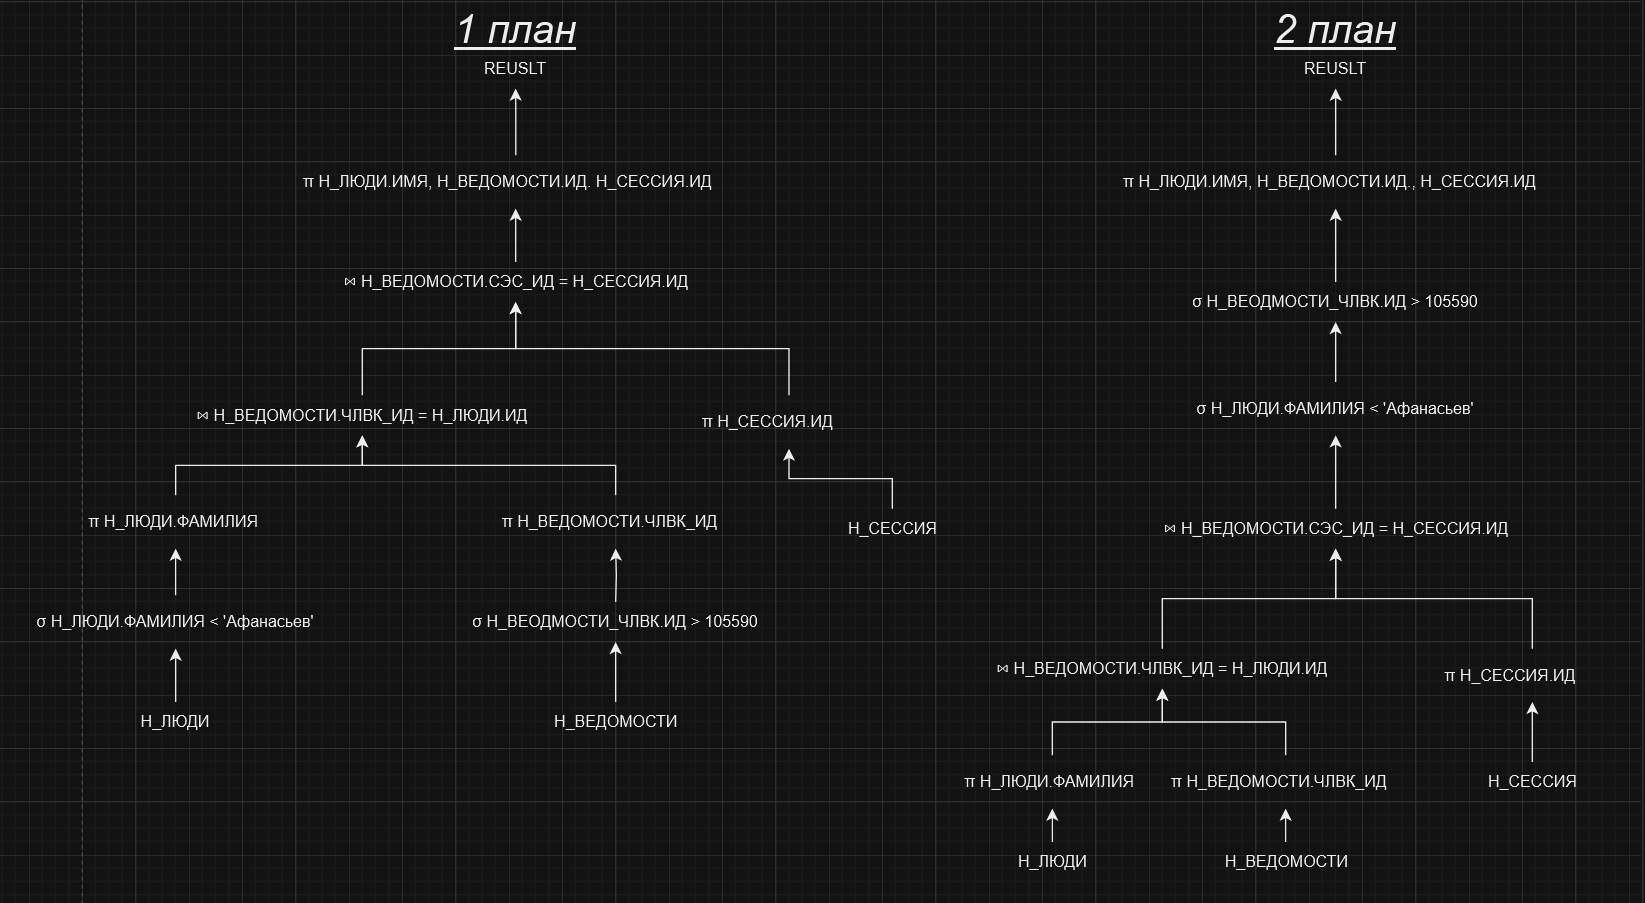 1 план
REUSLT
π Н_ЛЮДИ.ИМЯ, Н_ВЕДОМОСТИ.ИД. Н_СЕССИЯ.ИД
⋈ Н_ВЕДОМОСТИ.СЭС_ИД = Н_СЕССИЯ.ИД
⋈ Н_ВЕДОМОСТИ.ЧЛВК_ИД = Н_ЛЮДИ.ИД
π Н_СЕССИЯ.ИД
π Н_ЛЮДИ.ФАМИЛИЯ
π Н_ВЕДОМОСТИ.ЧЛВК_ИД
Н_СЕССИЯ
σ Н_ЛЮДИ.ФАМИЛИЯ < 'Афанасьев'
σ Н_ВЕОДМОСТИ_ЧЛВК.ИД > 105590
Н_ЛЮДИ
Н_ВЕДОМОСТИ
2 план
REUSLT
π Н_ЛЮДИ.ИМЯ, Н_ВЕДОМОСТИ.ИД., Н_СЕССИЯ.ИД
σ Н_ВЕОДМОСТИ_ЧЛВК.ИД > 105590
σ Н_ЛЮДИ.ФАМИЛИЯ < 'Афанасьев'
⋈ Н_ВЕДОМОСТИ.СЭС_ИД = Н_СЕССИЯ.ИД
⋈ Н_ВЕДОМОСТИ.ЧЛВК_ИД = Н_ЛЮДИ.ИД
π Н_СЕССИЯ.ИД
π Н_ЛЮДИ.ФАМИЛИЯ
π Н_ВЕДОМОСТИ.ЧЛВК_ИД
Н_СЕССИЯ
Н_ЛЮДИ
Н_ВЕДОМОСТИ